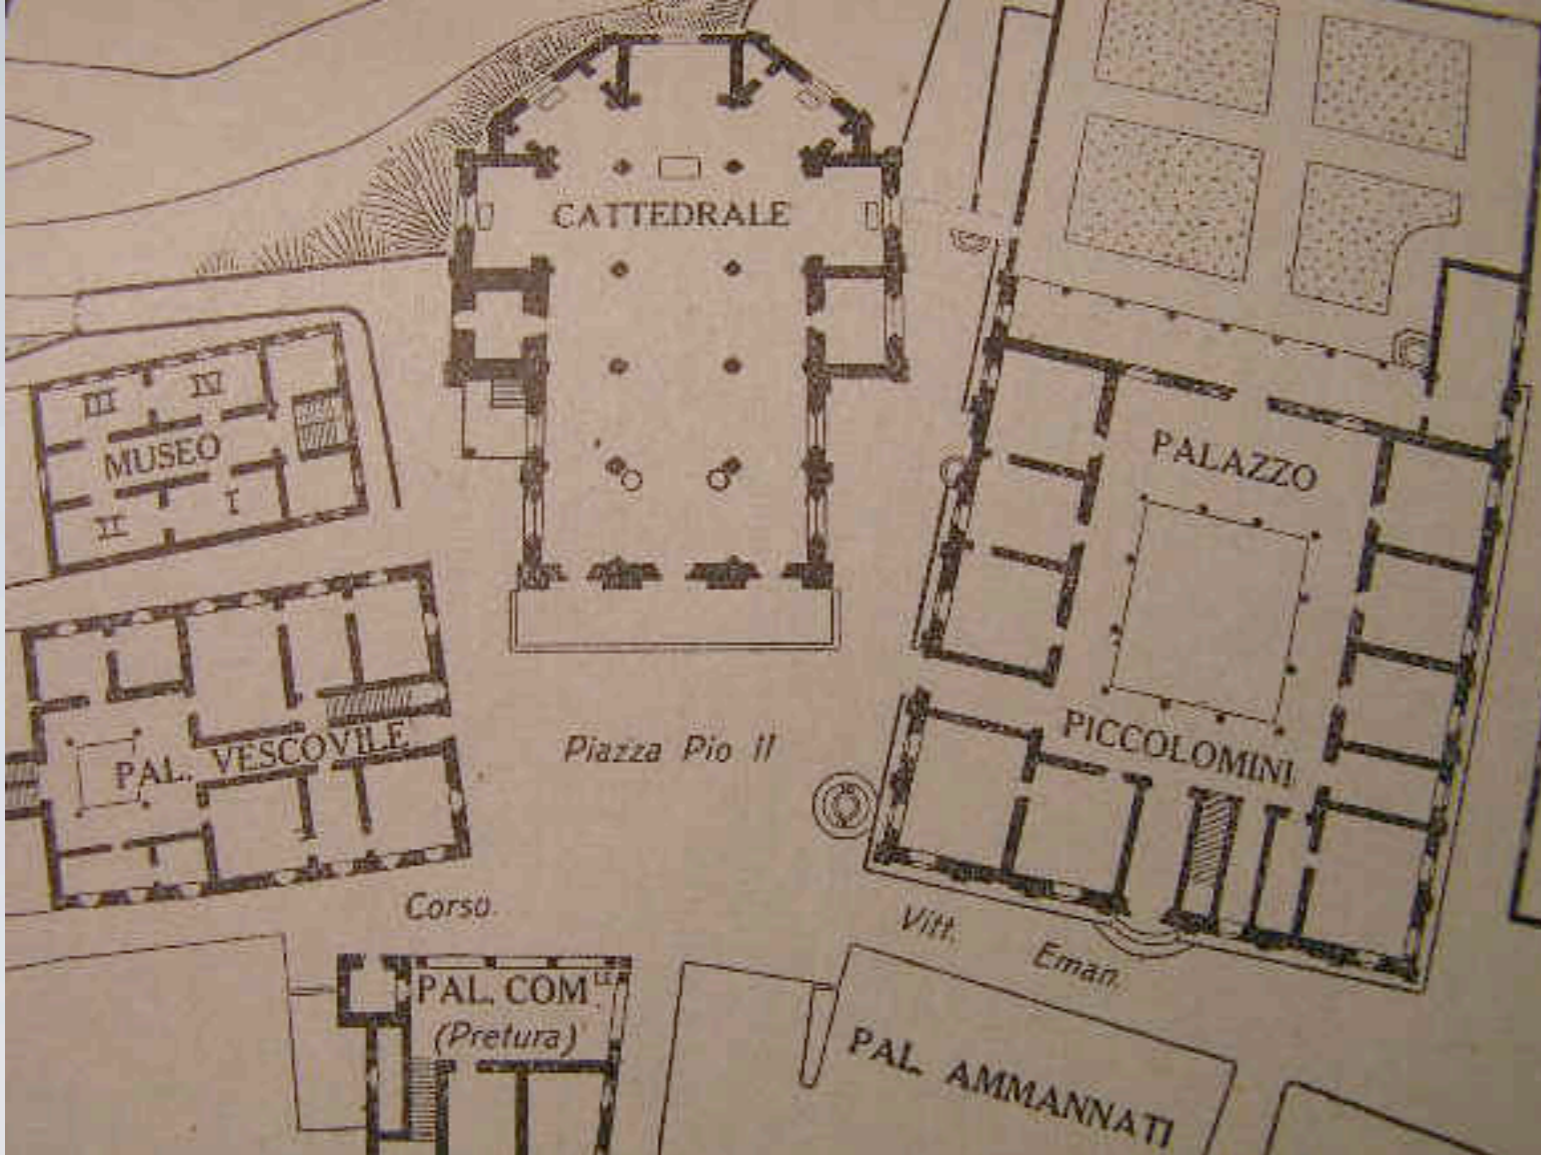 CATTEDRALE
III
IV
MUSEO
I
PALAZZO
PAL. VESCOVILE
Piazza Pio II
PICCOLOMINI
Corso.
Vitt.
Eman.
PAL. COM.LE
(Pretura)
PAL. AMMANNATI